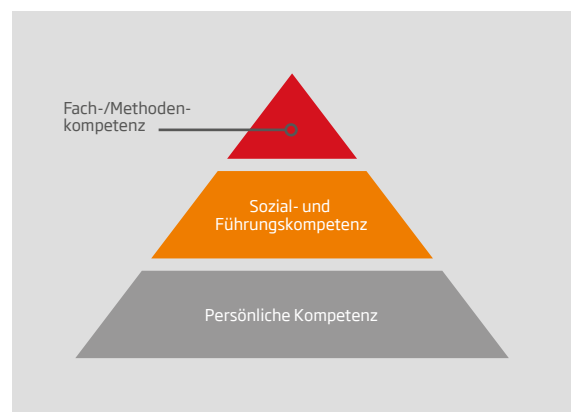 Fach-/Methoden-
kompetenz
Sozial- und
Führungskompetenz
Persönliche Kompetenz